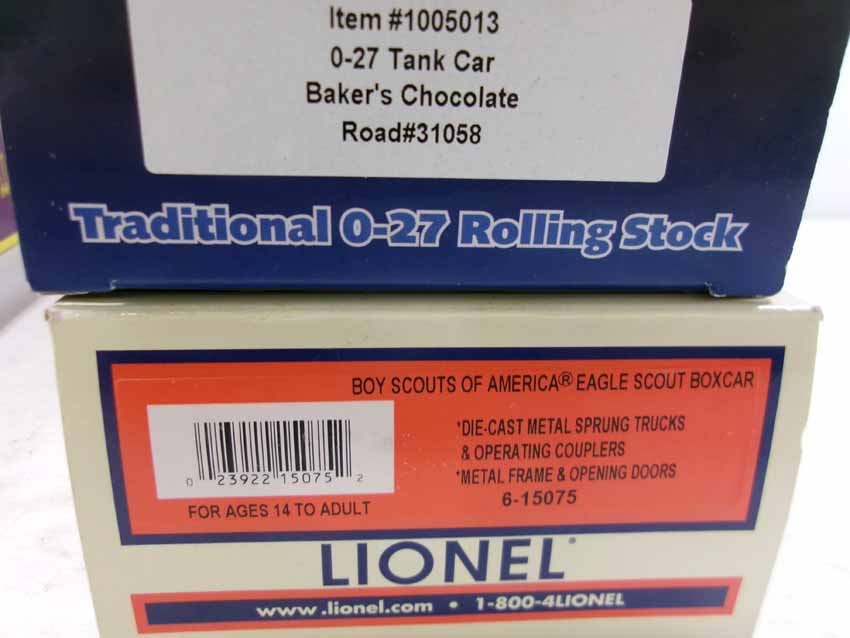 Item #1005013
0-27 Tank Car
Baker's Chocolate
Road#31058
Traditional 0-27 Rolling Stock
BOY SCOUTS OF AMERICA® EAGLE SCOUT BOXCAR
*DIE-CAST METAL SPRUNG TRUCKS
& OPERATING COUPLERS
*METAL FRAME & OPENING DOORS
6-15075
0 23922 15075 2
FOR AGES 14 TO ADULT
LIONEL®
www.lionel.com • 1-800-4LIONEL